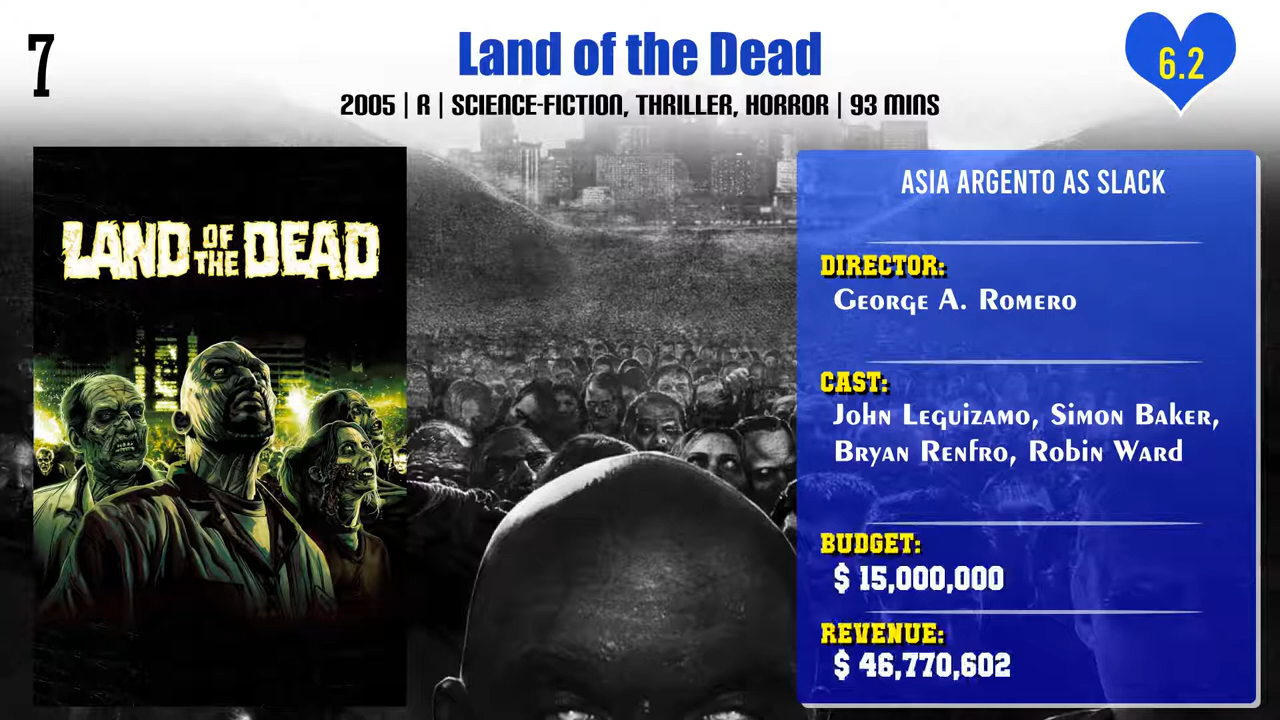 7
Land of the Dead
6.2
2005 | R | SCIENCE-FICTION, THRILLER, HORROR | 93 MINS
LAND OF THE DEAD
ASIA ARGENTO AS SLACK
DIRECTOR:
George A. Romero
CAST:
John Leguizamo, Simon Baker,
Bryan Renfro, Robin Ward
BUDGET:
$ 15,000,000
REVENUE:
$ 46,770,602